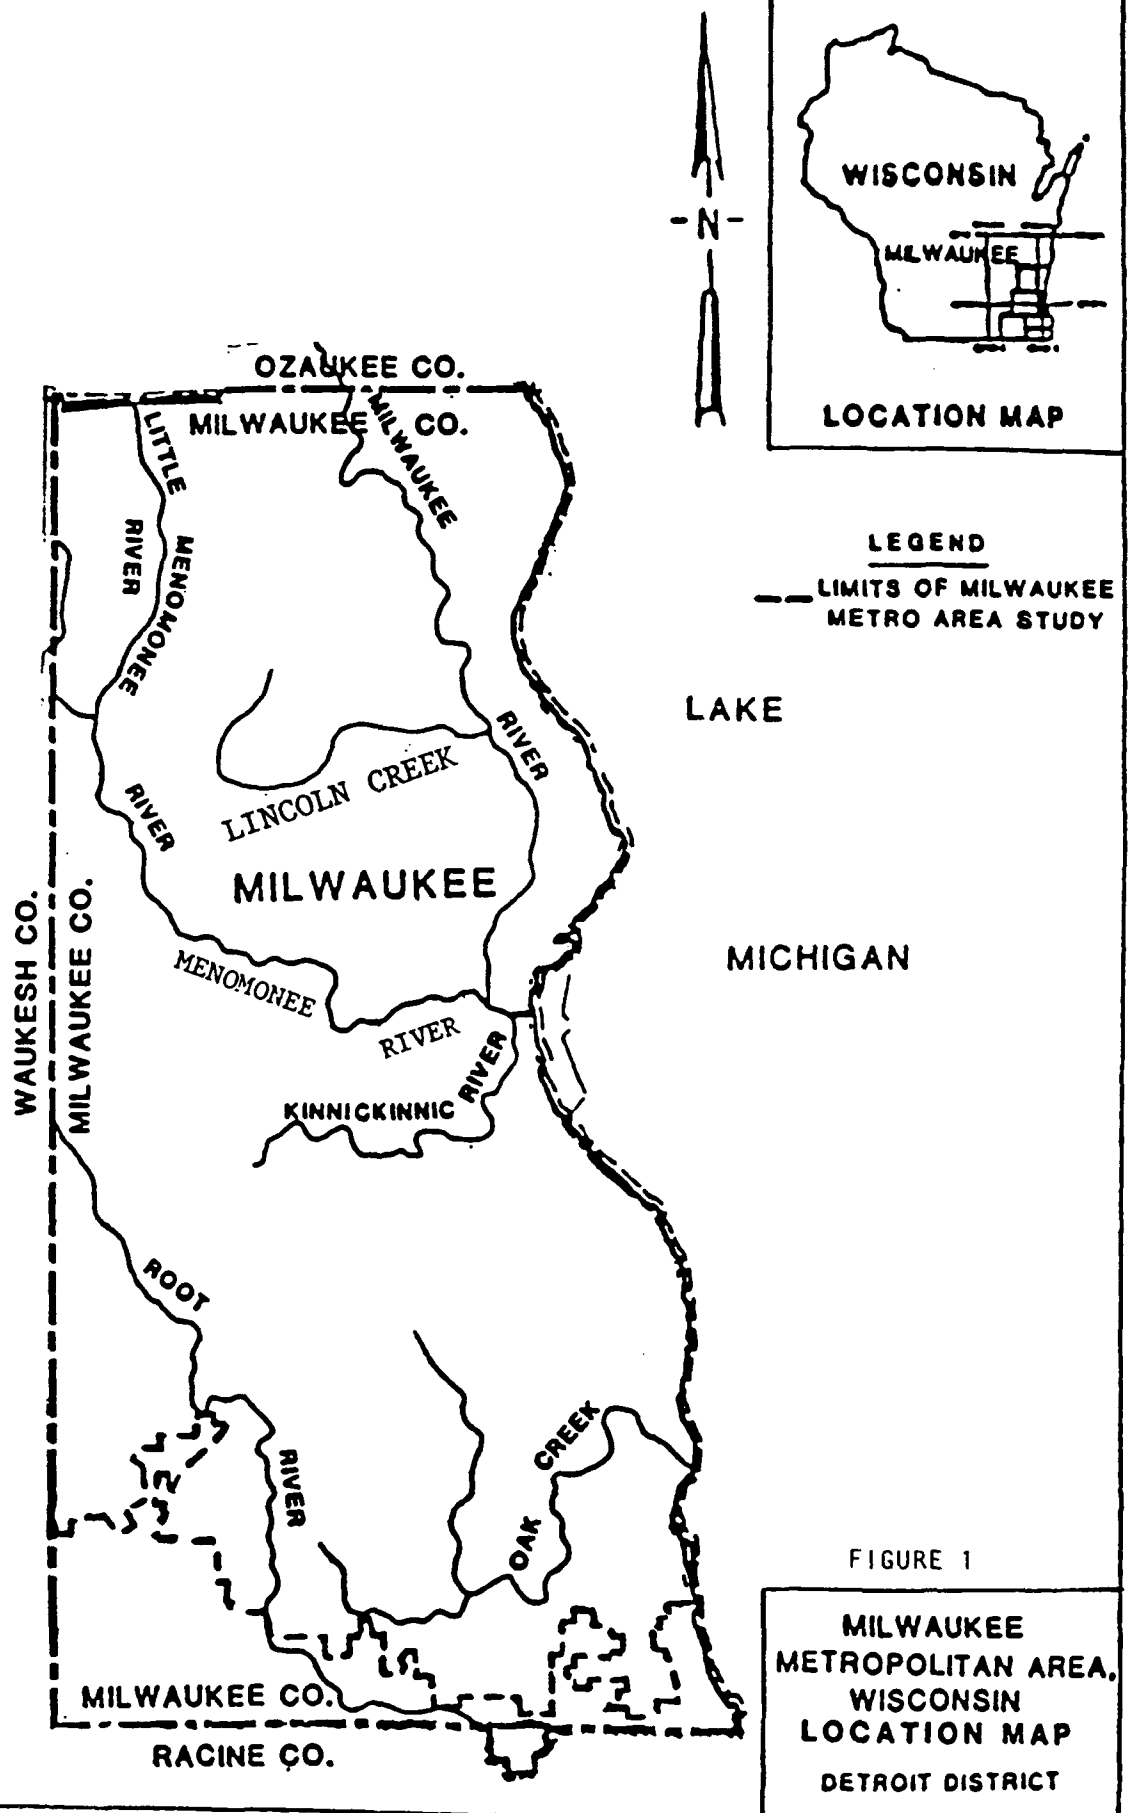 WISCONSIN
MILWAUKEE
LOCATION MAP
- N -
LEGEND
LIMITS OF MILWAUKEE
METRO AREA STUDY
OZAUKEE CO.
MILWAUKEE CO.
LITTLE
MENOMONEE
RIVER
MILWAUKEE
RIVER
LAKE
MICHIGAN
RIVER
LINCOLN CREEK
MILWAUKEE
WAUKESH CO.
MILWAUKEE CO.
MENOMONEE
RIVER
KINNICKINNIC
RIVER
ROOT
RIVER
OAK
CREEK
MILWAUKEE CO.
RACINE CO.
FIGURE 1
MILWAUKEE
METROPOLITAN AREA,
WISCONSIN
LOCATION MAP
DETROIT DISTRICT